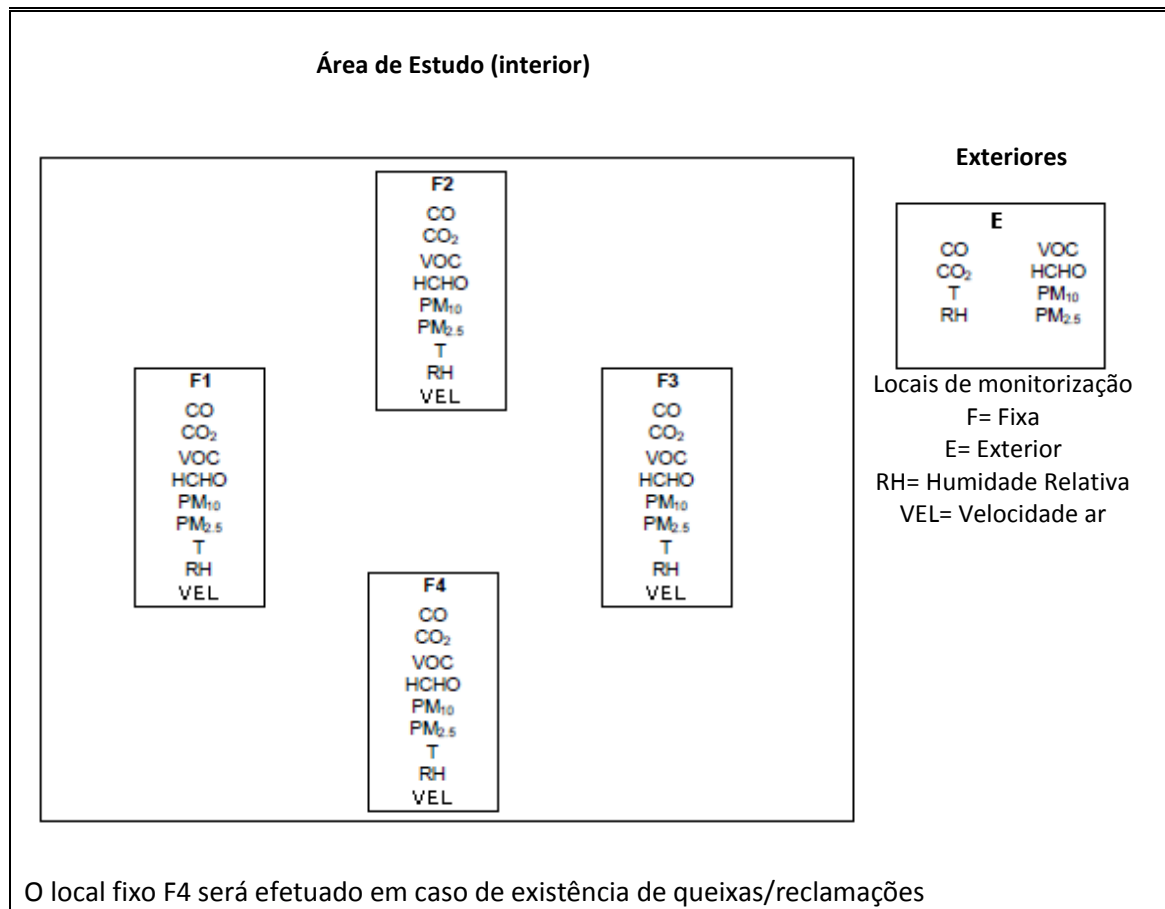 Área de Estudo (interior)
F2
CO
CO₂
VOC
HCHO
PM₁₀
PM₂.₅
T
RH
VEL
F1
CO
CO₂
VOC
HCHO
PM₁₀
PM₂.₅
T
RH
VEL
F3
CO
CO₂
VOC
HCHO
PM₁₀
PM₂.₅
T
RH
VEL
F4
CO
CO₂
VOC
HCHO
PM₁₀
PM₂.₅
T
RH
VEL
Exteriores
E
CO VOC
CO₂ HCHO
T PM₁₀
RH PM₂.₅
Locais de monitorização
F= Fixa
E= Exterior
RH= Humidade Relativa
VEL= Velocidade ar
O local fixo F4 será efetuado em caso de existência de queixas/reclamações